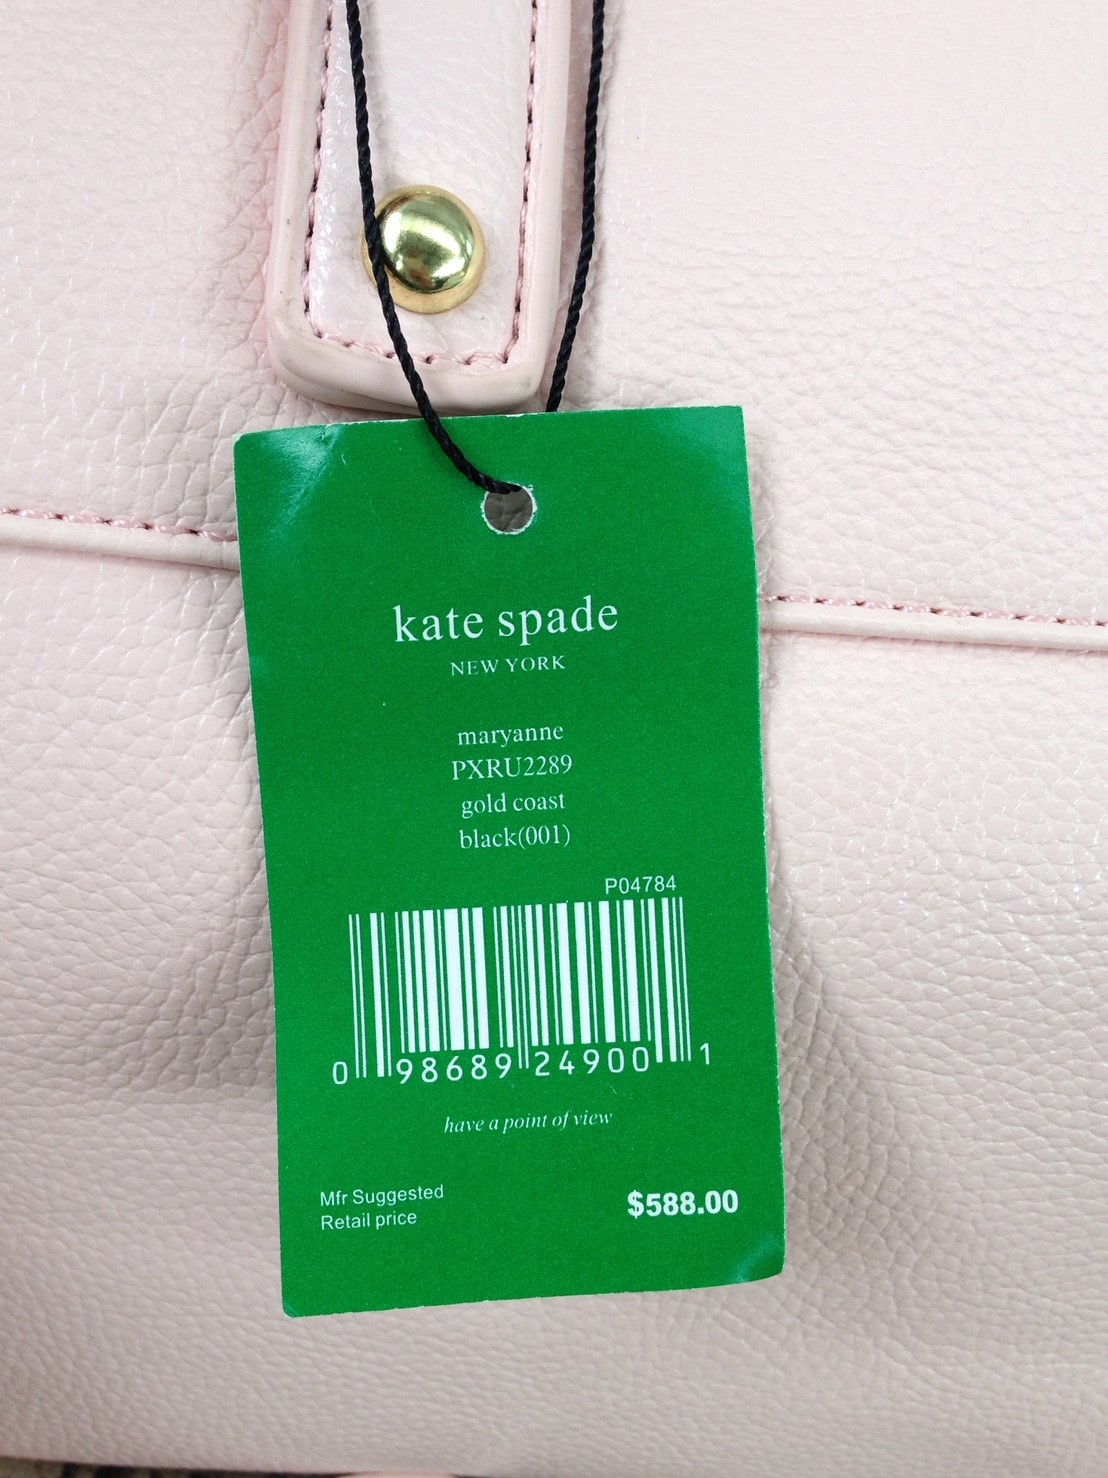 kate spade
NEW YORK
maryanne
PXRU2289
gold coast
black(001)
P04784
0 98689 24900 1
have a point of view
Mfr Suggested
Retail price
$588.00